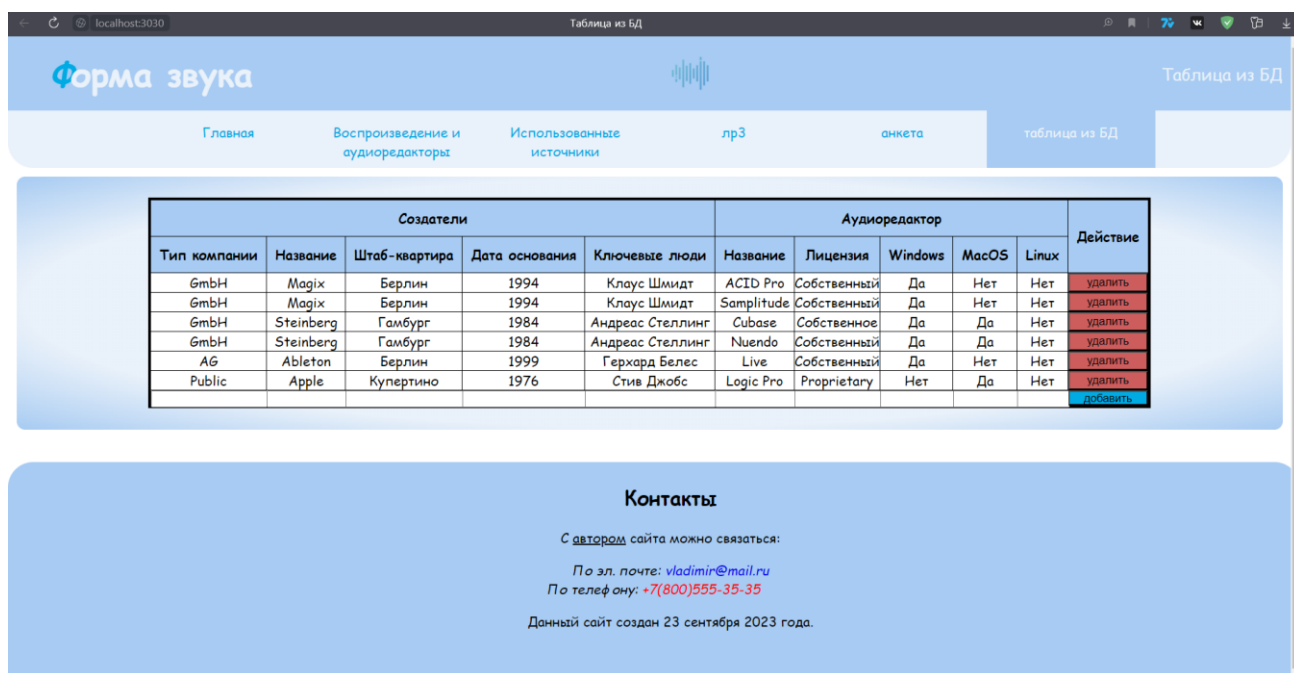 localhost:3030 Таблица из БД
Форма звука Таблица из БД
Главная Воспроизведение и Использованные лр3 анкета таблица из БД
аудиоредакторы источники
Создатели Аудиоредактор Действие
Тип компании Название Штаб-квартира Дата основания Ключевые люди Название Лицензия Windows MacOS Linux
GmbH Magix Берлин 1994 Клаус Шмидт ACID Pro Собственный Да Нет Нет удалить
GmbH Magix Берлин 1994 Клаус Шмидт Samplitude Собственный Да Нет Нет удалить
GmbH Steinberg Гамбург 1984 Андреас Стеллинг Cubase Собственное Да Да Нет удалить
GmbH Steinberg Гамбург 1984 Андреас Стеллинг Nuendo Собственный Да Да Нет удалить
AG Ableton Берлин 1999 Герхард Белес Live Собственный Да Нет Нет удалить
Public Apple Купертино 1976 Стив Джобс Logic Pro Proprietary Нет Да Нет удалить
добавить
Контакты
С автором сайта можно связаться:
По эл. почте: vladimir@mail.ru
По телефону: +7(800)555-35-35
Данный сайт создан 23 сентября 2023 года.